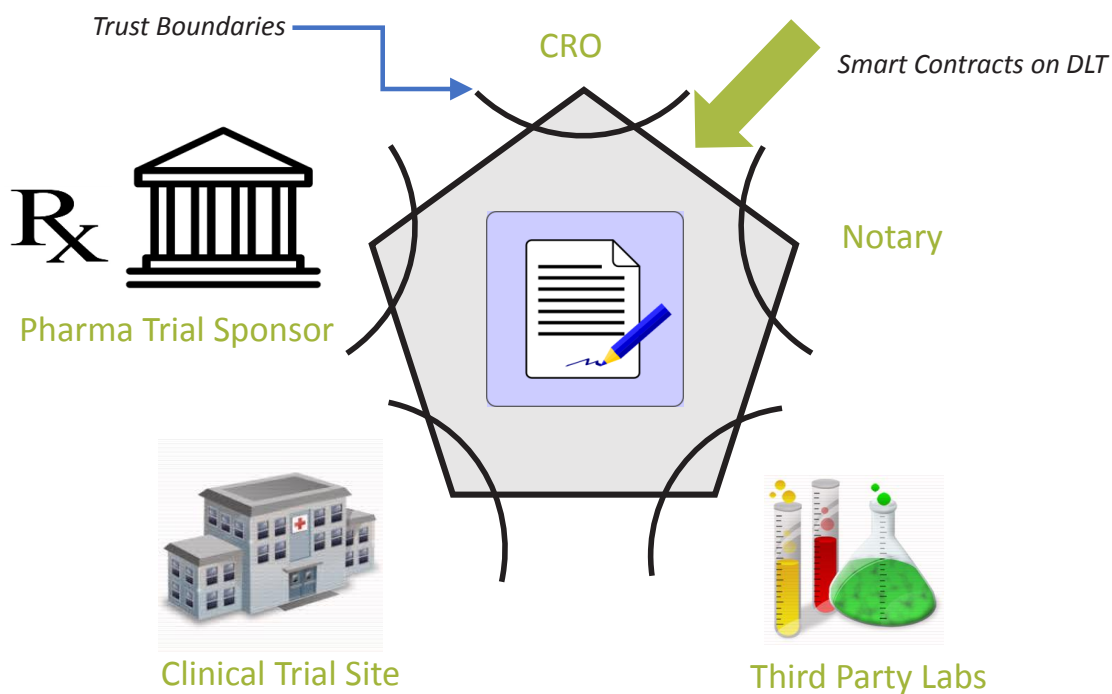 Trust Boundaries
CRO
Smart Contracts on DLT
Rx
Notary
Pharma Trial Sponsor
Clinical Trial Site
Third Party Labs